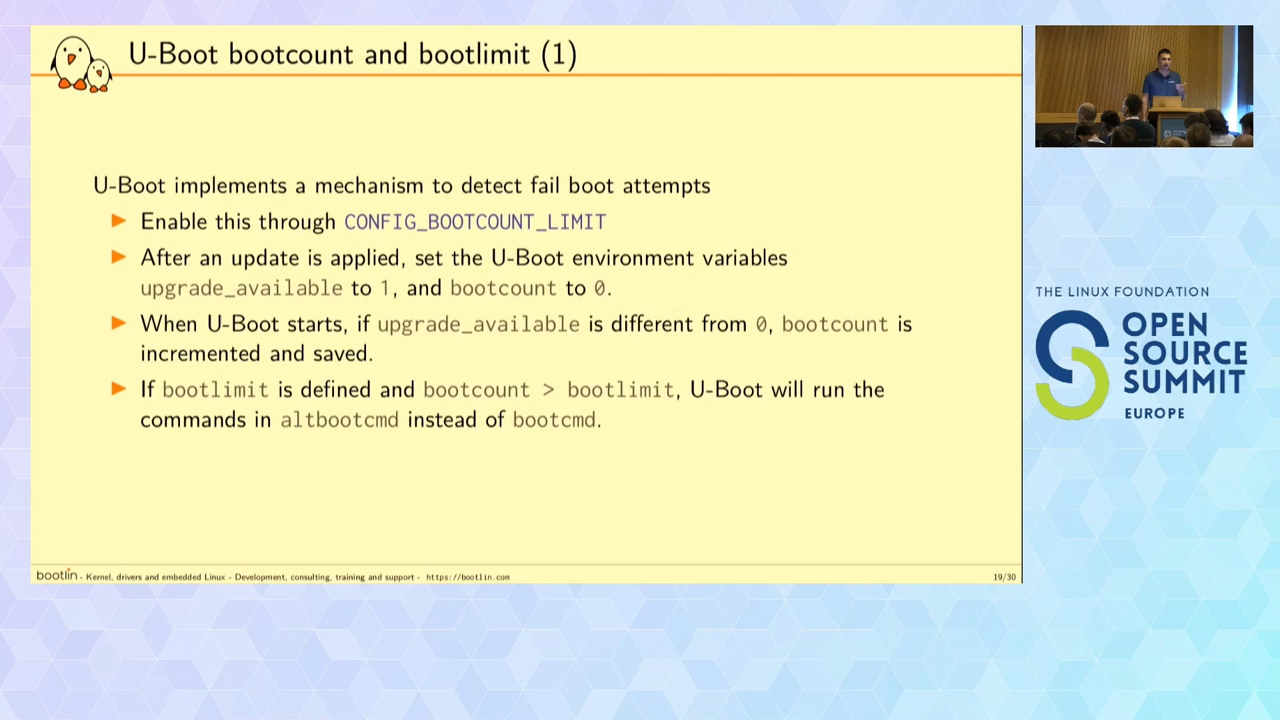 U-Boot bootcount and bootlimit (1)
U-Boot implements a mechanism to detect fail boot attempts
Enable this through CONFIG_BOOTCOUNT_LIMIT
After an update is applied, set the U-Boot environment variables
upgrade_available to 1, and bootcount to 0.
When U-Boot starts, if upgrade_available is different from 0, bootcount is
incremented and saved.
If bootlimit is defined and bootcount > bootlimit, U-Boot will run the
commands in altbootcmd instead of bootcmd.
bootlin - Kernel, drivers and embedded Linux - Development, consulting, training and support - https://bootlin.com
19/30
THE LINUX FOUNDATION
OPEN
SOURCE
SUMMIT
EUROPE